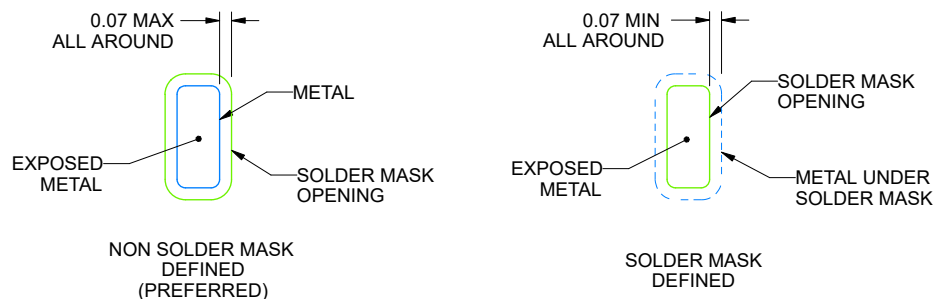 0.07 MAX
ALL AROUND
METAL
EXPOSED
METAL
SOLDER MASK
OPENING
NON SOLDER MASK
DEFINED
(PREFERRED)
0.07 MIN
ALL AROUND
SOLDER MASK
OPENING
EXPOSED
METAL
METAL UNDER
SOLDER MASK
SOLDER MASK
DEFINED